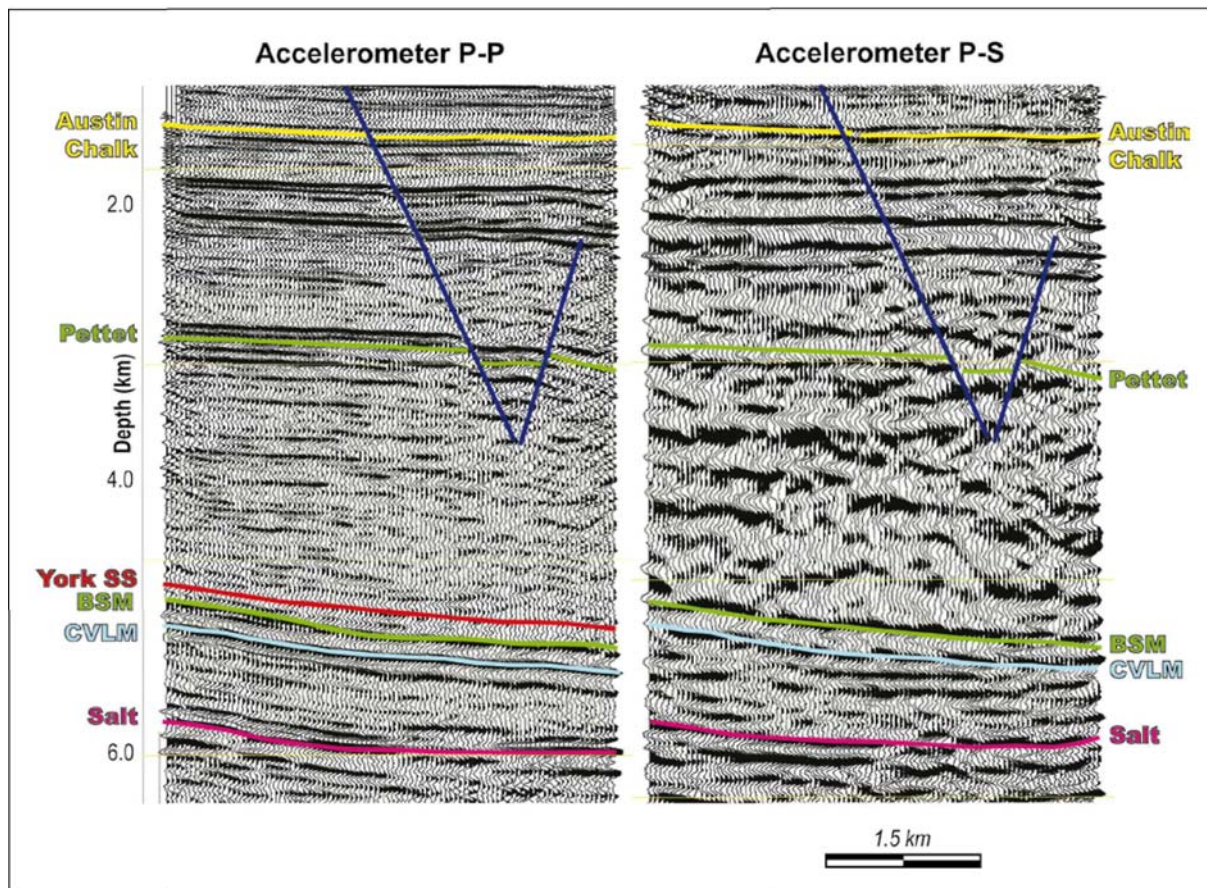 Accelerometer P-P
Accelerometer P-S
Austin
Chalk
2.0
Pettet
Depth (km)
4.0
York SS
BSM
CVLM
Salt
6.0
Austin
Chalk
Pettet
BSM
CVLM
Salt
1.5 km